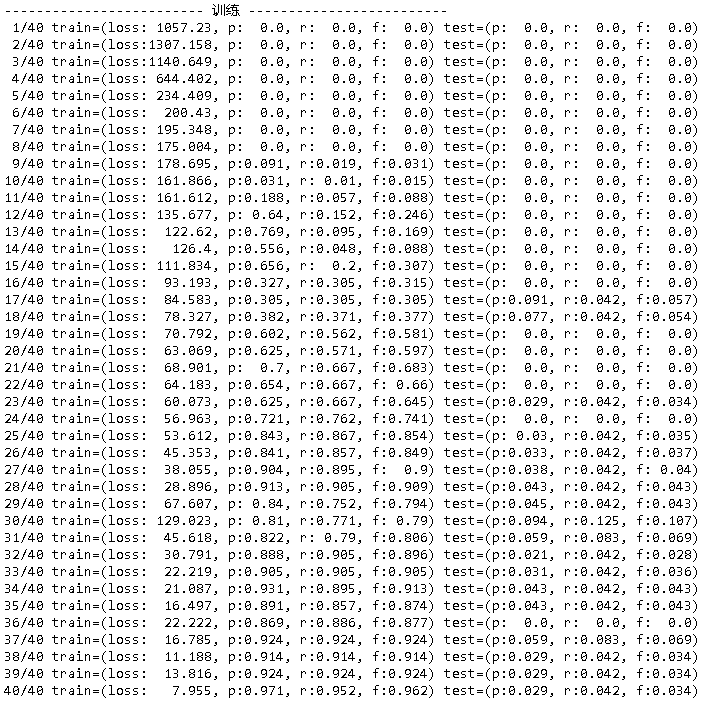 ------------------------- 训练 -------------------------
 1/40 train=(loss: 1057.23, p:  0.0, r:  0.0, f:  0.0) test=(p:  0.0, r:  0.0, f:  0.0)
 2/40 train=(loss:1307.158, p:  0.0, r:  0.0, f:  0.0) test=(p:  0.0, r:  0.0, f:  0.0)
 3/40 train=(loss:1140.649, p:  0.0, r:  0.0, f:  0.0) test=(p:  0.0, r:  0.0, f:  0.0)
 4/40 train=(loss: 644.402, p:  0.0, r:  0.0, f:  0.0) test=(p:  0.0, r:  0.0, f:  0.0)
 5/40 train=(loss: 234.409, p:  0.0, r:  0.0, f:  0.0) test=(p:  0.0, r:  0.0, f:  0.0)
 6/40 train=(loss:  200.43, p:  0.0, r:  0.0, f:  0.0) test=(p:  0.0, r:  0.0, f:  0.0)
 7/40 train=(loss: 195.348, p:  0.0, r:  0.0, f:  0.0) test=(p:  0.0, r:  0.0, f:  0.0)
 8/40 train=(loss: 175.004, p:  0.0, r:  0.0, f:  0.0) test=(p:  0.0, r:  0.0, f:  0.0)
 9/40 train=(loss: 178.695, p:0.091, r:0.019, f:0.031) test=(p:  0.0, r:  0.0, f:  0.0)
10/40 train=(loss: 161.866, p:0.031, r: 0.01, f:0.015) test=(p:  0.0, r:  0.0, f:  0.0)
11/40 train=(loss: 161.612, p:0.188, r:0.057, f:0.088) test=(p:  0.0, r:  0.0, f:  0.0)
12/40 train=(loss: 135.677, p: 0.64, r:0.152, f:0.246) test=(p:  0.0, r:  0.0, f:  0.0)
13/40 train=(loss:  122.62, p:0.769, r:0.095, f:0.169) test=(p:  0.0, r:  0.0, f:  0.0)
14/40 train=(loss:   126.4, p:0.556, r:0.048, f:0.088) test=(p:  0.0, r:  0.0, f:  0.0)
15/40 train=(loss: 111.834, p:0.656, r:  0.2, f:0.307) test=(p:  0.0, r:  0.0, f:  0.0)
16/40 train=(loss:  93.193, p:0.327, r:0.305, f:0.315) test=(p:  0.0, r:  0.0, f:  0.0)
17/40 train=(loss:  84.583, p:0.305, r:0.305, f:0.305) test=(p:0.091, r:0.042, f:0.057)
18/40 train=(loss:  78.327, p:0.382, r:0.371, f:0.377) test=(p:0.077, r:0.042, f:0.054)
19/40 train=(loss:  70.792, p:0.602, r:0.562, f:0.581) test=(p:  0.0, r:  0.0, f:  0.0)
20/40 train=(loss:  63.069, p:0.625, r:0.571, f:0.597) test=(p:  0.0, r:  0.0, f:  0.0)
21/40 train=(loss:  68.901, p:  0.7, r:0.667, f:0.683) test=(p:  0.0, r:  0.0, f:  0.0)
22/40 train=(loss:  64.183, p:0.654, r:0.667, f: 0.66) test=(p:  0.0, r:  0.0, f:  0.0)
23/40 train=(loss:  60.073, p:0.625, r:0.667, f:0.645) test=(p:0.029, r:0.042, f:0.034)
24/40 train=(loss:  56.963, p:0.721, r:0.762, f:0.741) test=(p:  0.0, r:  0.0, f:  0.0)
25/40 train=(loss:  53.612, p:0.843, r:0.867, f:0.854) test=(p: 0.03, r:0.042, f:0.035)
26/40 train=(loss:  45.353, p:0.841, r:0.857, f:0.849) test=(p:0.033, r:0.042, f:0.037)
27/40 train=(loss:  38.055, p:0.904, r:0.895, f:  0.9) test=(p:0.038, r:0.042, f: 0.04)
28/40 train=(loss:  28.896, p:0.913, r:0.905, f:0.909) test=(p:0.043, r:0.042, f:0.043)
29/40 train=(loss:  67.607, p: 0.84, r:0.752, f:0.794) test=(p:0.045, r:0.042, f:0.043)
30/40 train=(loss: 129.023, p: 0.81, r:0.771, f: 0.79) test=(p:0.094, r:0.125, f:0.107)
31/40 train=(loss:  45.618, p:0.822, r: 0.79, f:0.806) test=(p:0.059, r:0.083, f:0.069)
32/40 train=(loss:  30.791, p:0.888, r:0.905, f:0.896) test=(p:0.021, r:0.042, f:0.028)
33/40 train=(loss:  22.219, p:0.905, r:0.905, f:0.905) test=(p:0.031, r:0.042, f:0.036)
34/40 train=(loss:  21.087, p:0.931, r:0.895, f:0.913) test=(p:0.043, r:0.042, f:0.043)
35/40 train=(loss:  16.497, p:0.891, r:0.857, f:0.874) test=(p:0.043, r:0.042, f:0.043)
36/40 train=(loss:  22.222, p:0.869, r:0.886, f:0.877) test=(p:  0.0, r:  0.0, f:  0.0)
37/40 train=(loss:  16.785, p:0.924, r:0.924, f:0.924) test=(p:0.059, r:0.083, f:0.069)
38/40 train=(loss:  11.188, p:0.914, r:0.914, f:0.914) test=(p:0.029, r:0.042, f:0.034)
39/40 train=(loss:  13.816, p:0.924, r:0.924, f:0.924) test=(p:0.029, r:0.042, f:0.034)
40/40 train=(loss:   7.955, p:0.971, r:0.952, f:0.962) test=(p:0.029, r:0.042, f:0.034)